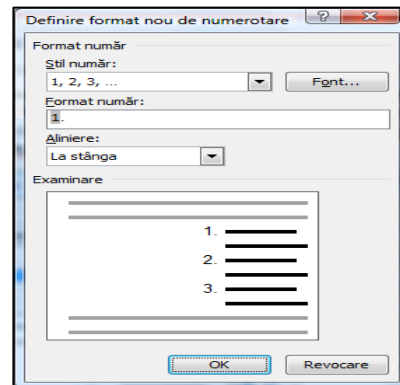 Definire format nou de numerotare
Format număr
Stil număr:
1, 2, 3, ...
Font...
Format număr:
1.
Aliniere:
La stânga
Examinare
1.
2.
3.
OK
Revocare